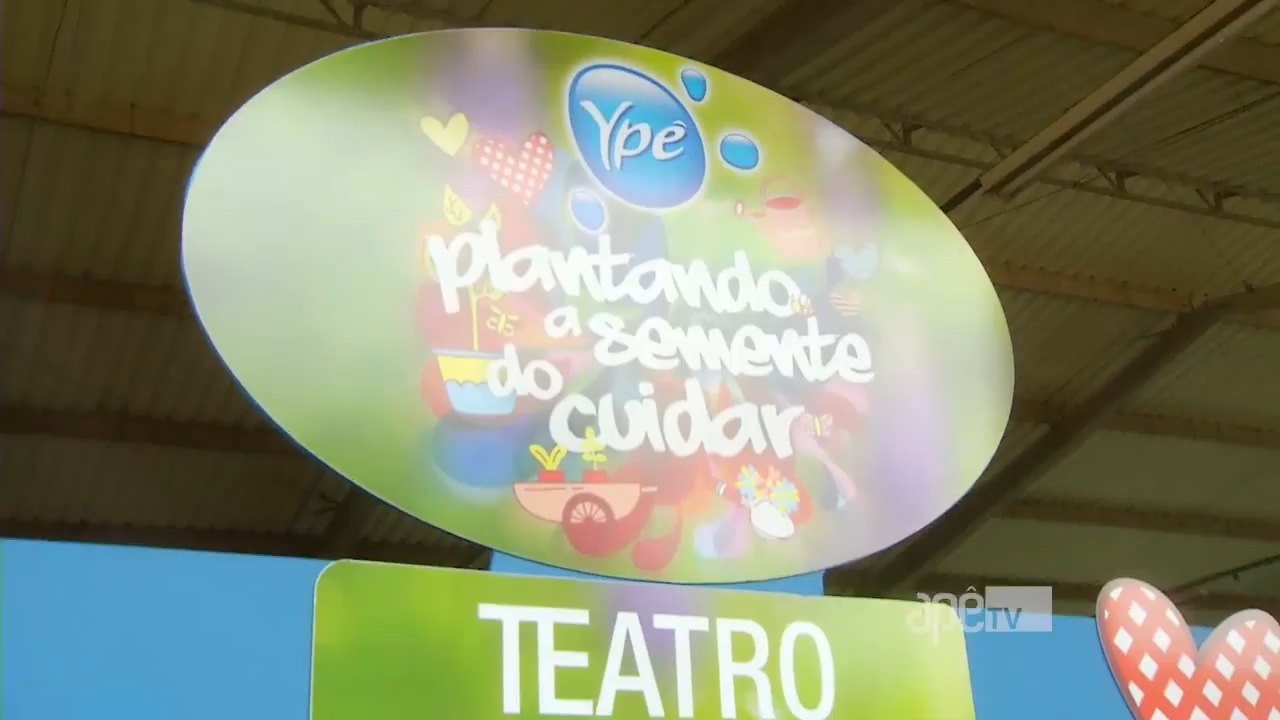 Ypê
plantando
a semente
do
cuidar
TEATRO
apêTV